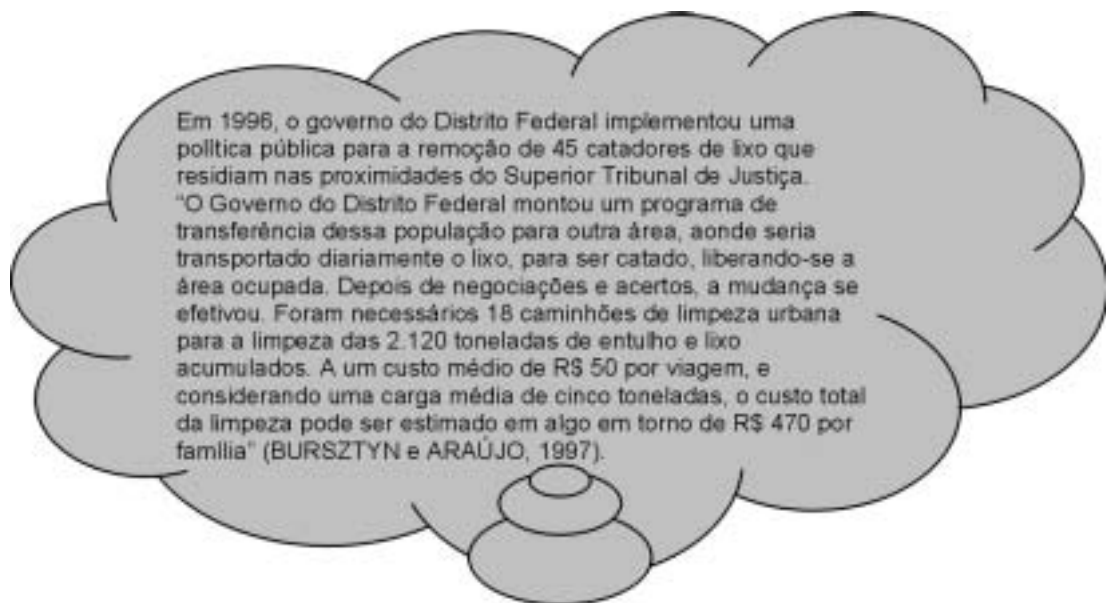 Em 1996, o governo do Distrito Federal implementou uma
política pública para a remoção de 45 catadores de lixo que
residiam nas proximidades do Superior Tribunal de Justiça.
“O Governo do Distrito Federal montou um programa de
transferência dessa população para outra área, aonde seria
transportado diariamente o lixo, para ser catado, liberando-se a
área ocupada. Depois de negociações e acertos, a mudança se
efetivou. Foram necessários 18 caminhões de limpeza urbana
para a limpeza das 2.120 toneladas de entulho e lixo
acumulados. A um custo médio de R$ 50 por viagem, e
considerando uma carga média de cinco toneladas, o custo total
da limpeza pode ser estimado em algo em torno de R$ 470 por
família” (BURSZTYN e ARAÚJO, 1997).